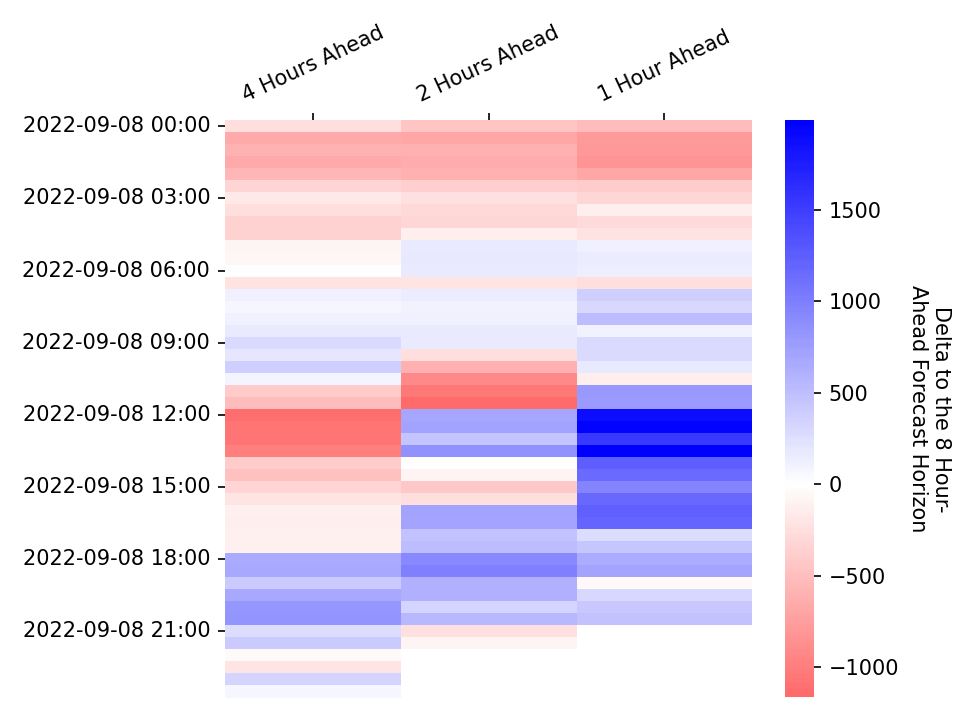 4 Hours Ahead
2 Hours Ahead
1 Hour Ahead
2022-09-08 00:00
2022-09-08 03:00
2022-09-08 06:00
2022-09-08 09:00
2022-09-08 12:00
2022-09-08 15:00
2022-09-08 18:00
2022-09-08 21:00
1500
1000
500
0
−500
−1000
Delta to the 8 Hour-
Ahead Forecast Horizon